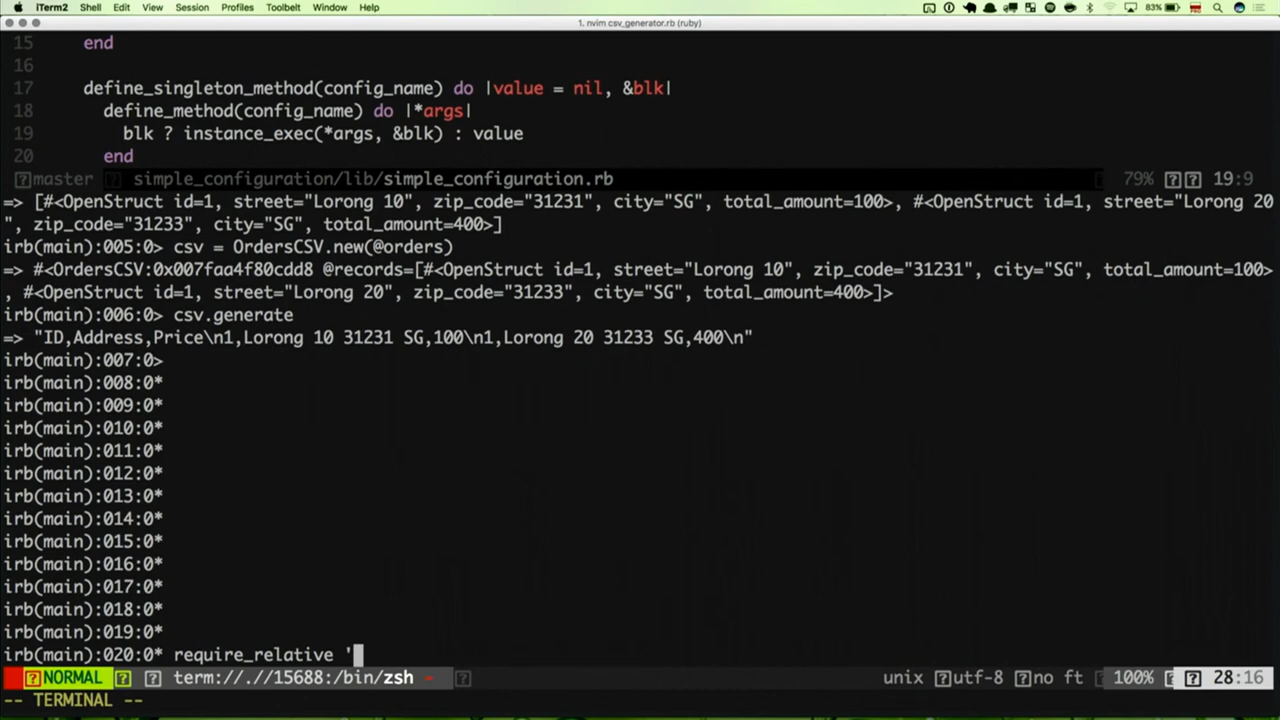 iTerm2 Shell Edit View Session Profiles Toolbelt Window Help 83%
1. nvim csv_generator.rb (ruby)
15 end
16
17 define_singleton_method(config_name) do |value = nil, &blk|
18 define_method(config_name) do |*args|
19 blk ? instance_exec(*args, &blk) : value
20 end
master simple_configuration/lib/simple_configuration.rb 79% 19:9
=> [#<OpenStruct id=1, street="Lorong 10", zip_code="31231", city="SG", total_amount=100>, #<OpenStruct id=1, street="Lorong 20
", zip_code="31233", city="SG", total_amount=400>]
irb(main):005:0> csv = OrdersCSV.new(@orders)
=> #<OrdersCSV:0x007faa4f80cdd8 @records=[#<OpenStruct id=1, street="Lorong 10", zip_code="31231", city="SG", total_amount=100>
, #<OpenStruct id=1, street="Lorong 20", zip_code="31233", city="SG", total_amount=400>]>
irb(main):006:0> csv.generate
=> "ID,Address,Price\n1,Lorong 10 31231 SG,100\n1,Lorong 20 31233 SG,400\n"
irb(main):007:0>
irb(main):008:0*
irb(main):009:0*
irb(main):010:0*
irb(main):011:0*
irb(main):012:0*
irb(main):013:0*
irb(main):014:0*
irb(main):015:0*
irb(main):016:0*
irb(main):017:0*
irb(main):018:0*
irb(main):019:0*
irb(main):020:0* require_relative '
NORMAL term://.//15688:/bin/zsh - unix utf-8 no ft 100% 28:16
-- TERMINAL --